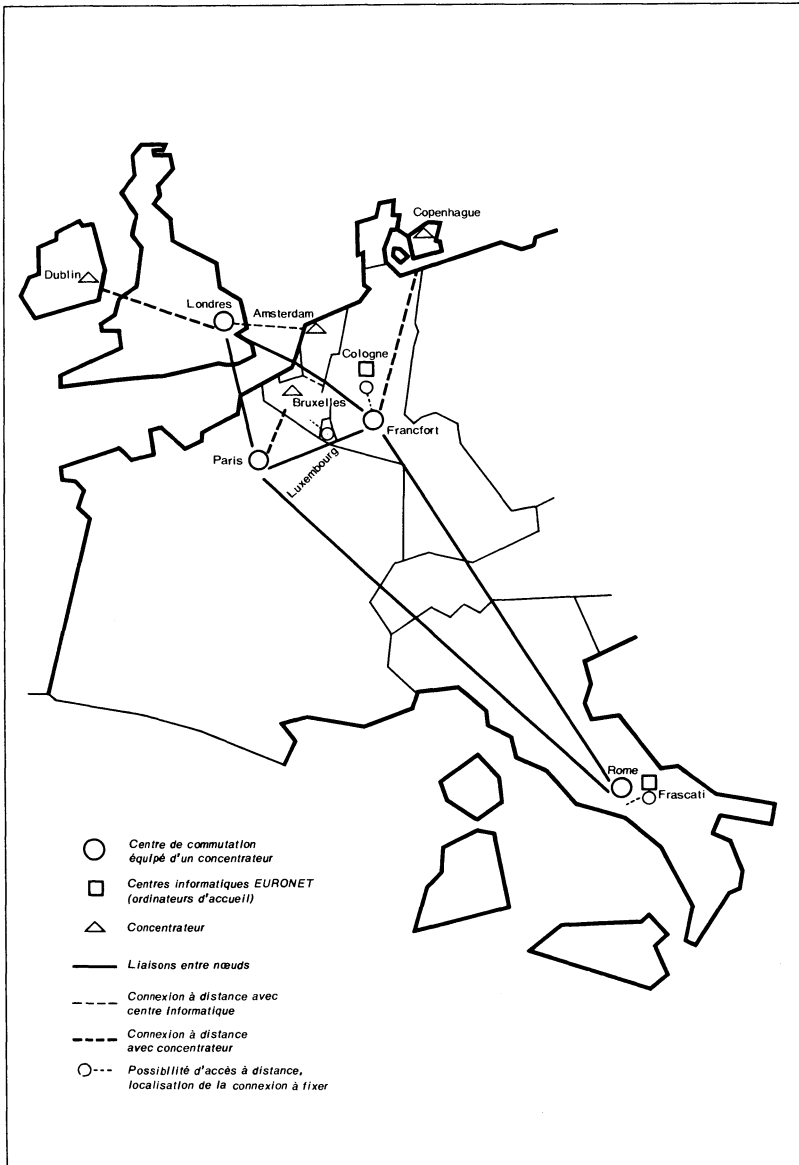 Copenhague
Dublin
Londres
Amsterdam
Cologne
Bruxelles
Francfort
Paris
Luxembourg
Rome
Frascati
Centre de commutation
équipé d'un concentrateur
Centres informatiques EURONET
(ordinateurs d'accueil)
Concentrateur
Liaisons entre nœuds
Connexion à distance avec
centre Informatique
Connexion à distance
avec concentrateur
Possibilité d'accès à distance,
localisation de la connexion à fixer